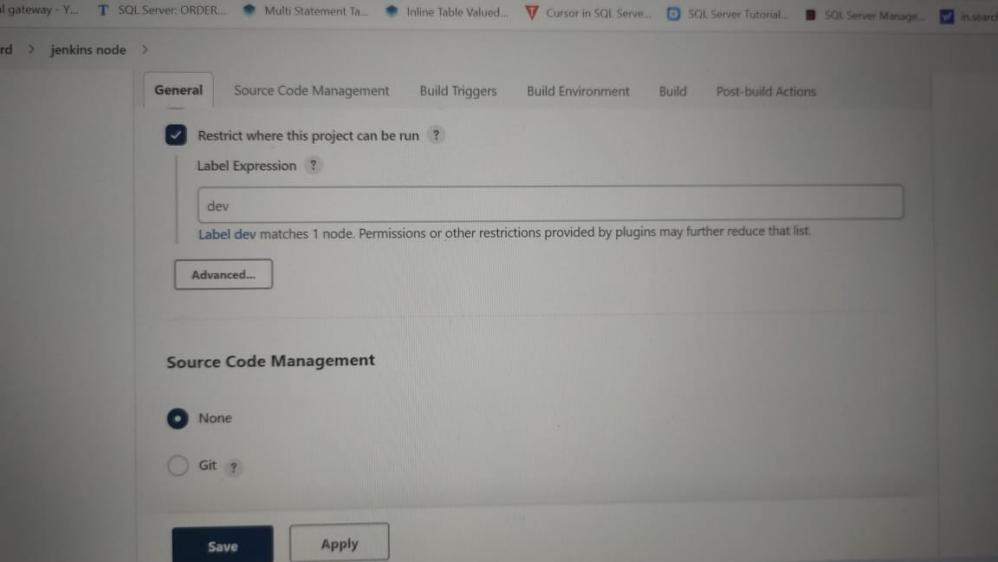 al gateway - Y... SQL Server: ORDER... Multi Statement Ta... Inline Table Valued... Cursor in SQL Serve... SQL Server Tutorial... SQL Server Manage... in.search
rd > jenkins node >
General Source Code Management Build Triggers Build Environment Build Post-build Actions
Restrict where this project can be run ?
Label Expression ?
dev
Label dev matches 1 node. Permissions or other restrictions provided by plugins may further reduce that list.
Advanced...
Source Code Management
None
Git ?
Save Apply